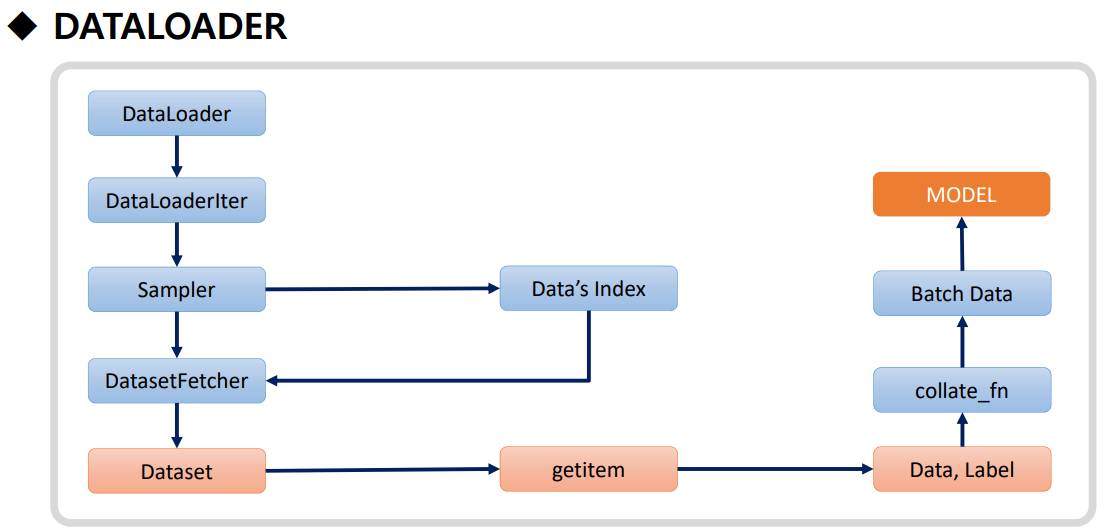 ◆ DATALOADER
DataLoader
DataLoaderIter
MODEL
Sampler
Data's Index
Batch Data
DatasetFetcher
collate_fn
Dataset
getitem
Data, Label